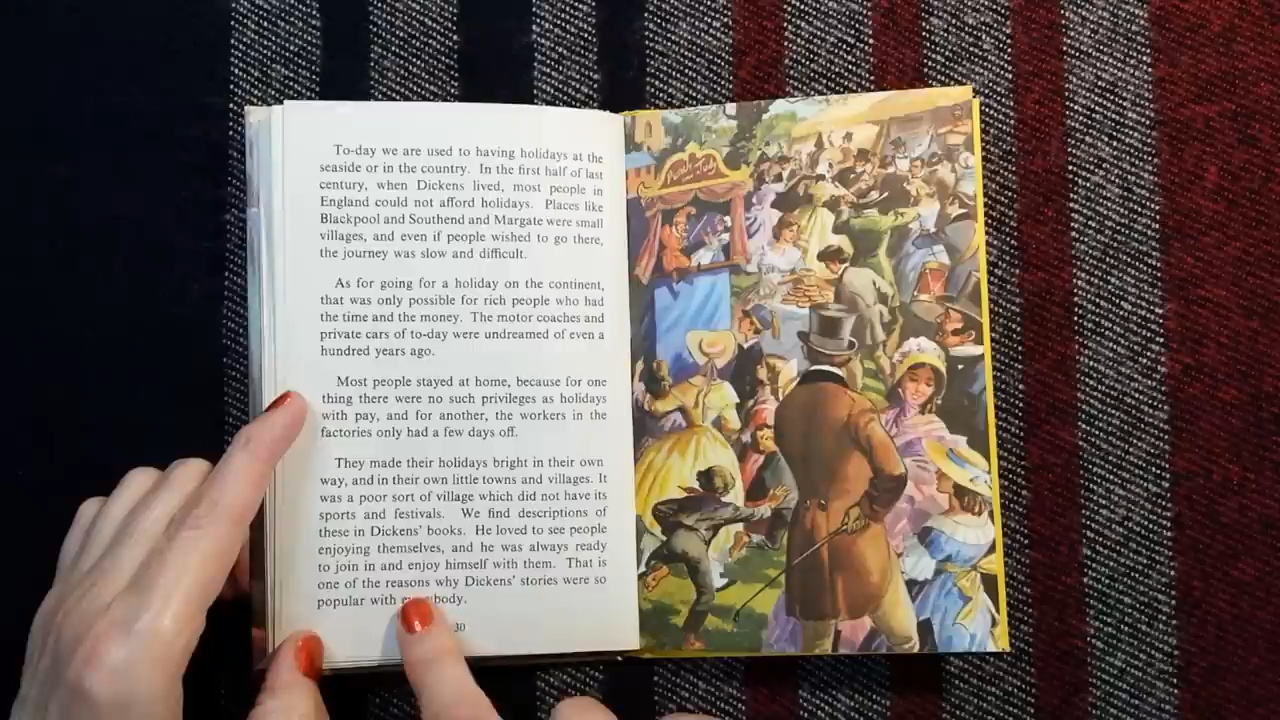 To-day we are used to having holidays at the
seaside or in the country. In the first half of last
century, when Dickens lived, most people in
England could not afford holidays. Places like
Blackpool and Southend and Margate were small
villages, and even if people wished to go there,
the journey was slow and difficult.
As for going for a holiday on the continent,
that was only possible for rich people who had
the time and the money. The motor coaches and
private cars of to-day were undreamed of even a
hundred years ago.
Most people stayed at home, because for one
thing there were no such privileges as holidays
with pay, and for another, the workers in the
factories only had a few days off.
They made their holidays bright in their own
way, and in their own little towns and villages. It
was a poor sort of village which did not have its
sports and festivals. We find descriptions of
these in Dickens' books. He loved to see people
enjoying themselves, and he was always ready
to join in and enjoy himself with them. That is
one of the reasons why Dickens' stories were so
popular with
30
Punch and Judy